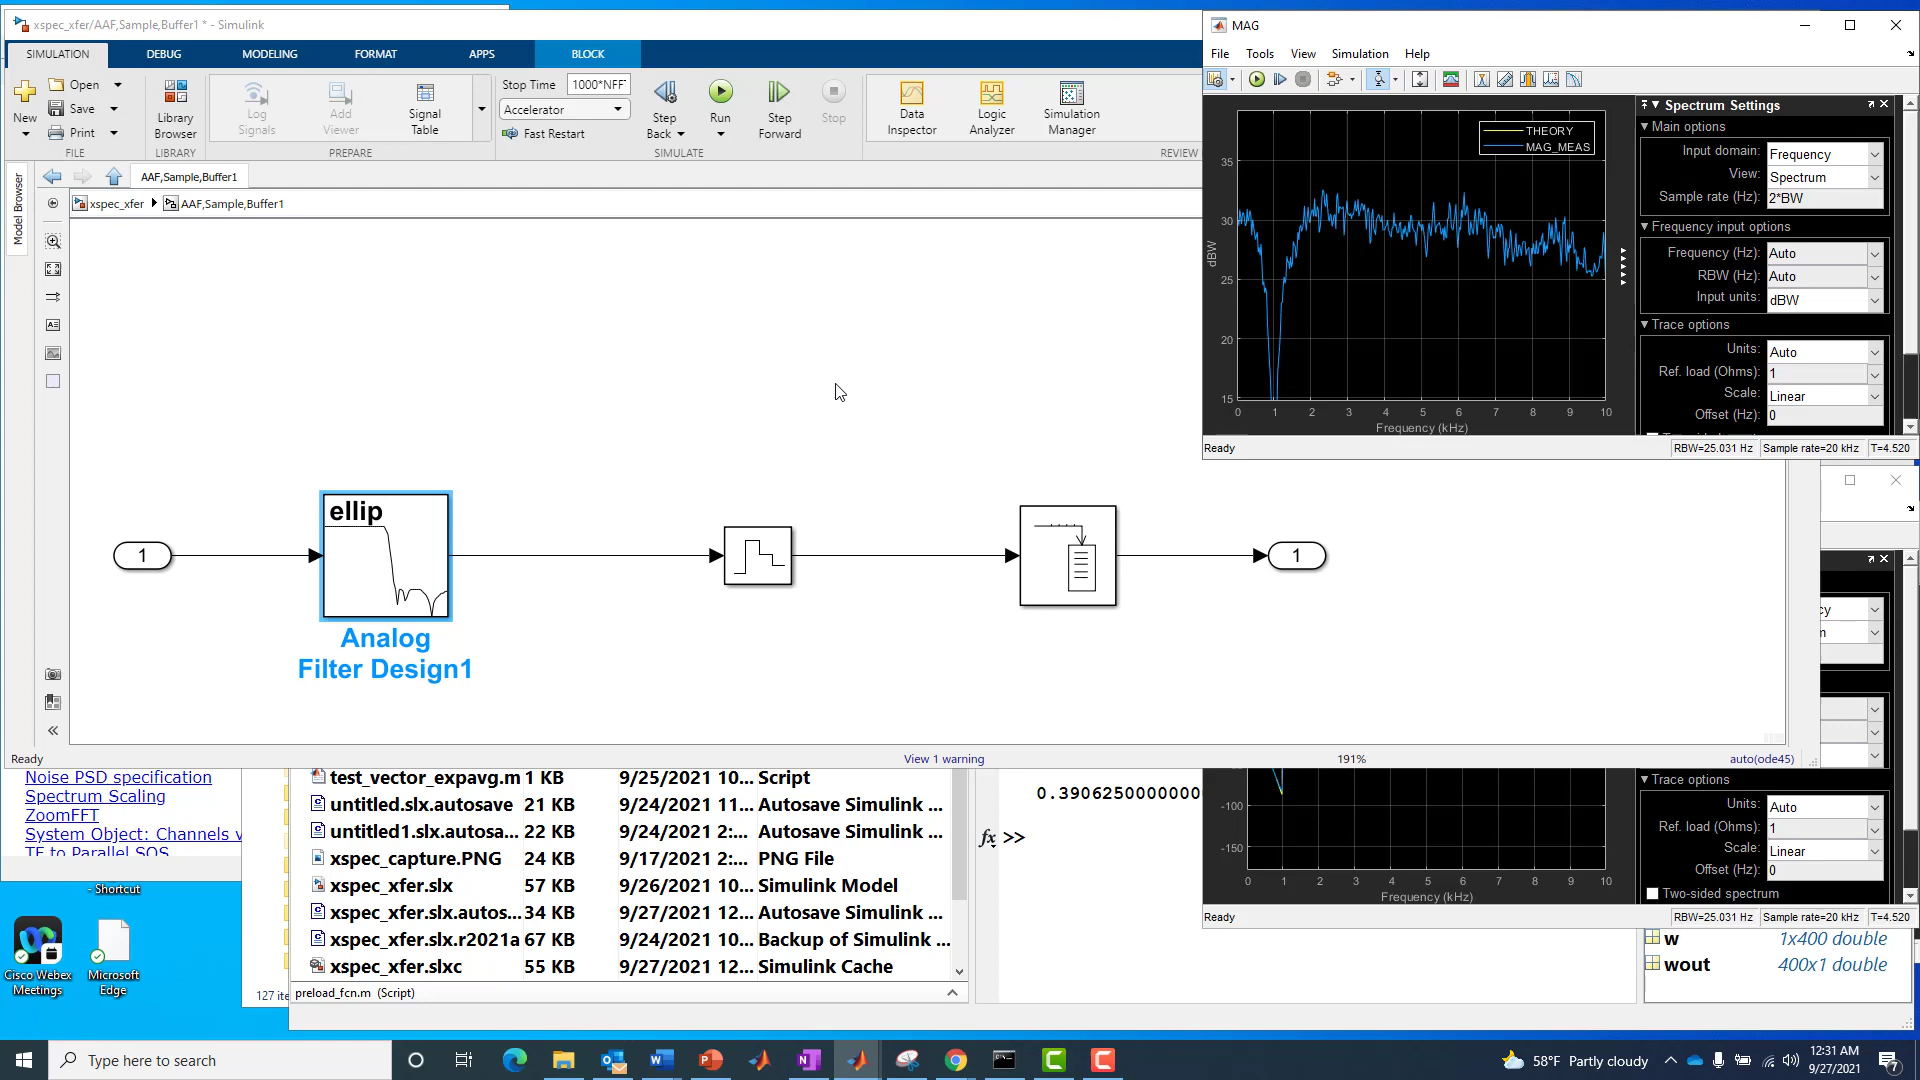 xspec_xfer/AAF,Sample,Buffer1 * - Simulink
SIMULATION DEBUG MODELING FORMAT APPS BLOCK
New
Open
Save
Print
FILE
Library Browser
LIBRARY
Log Signals
Add Viewer
Signal Table
PREPARE
Stop Time 1000*NFF
Accelerator
Fast Restart
Step Back
Run
Step Forward
Stop
SIMULATE
Data Inspector
Logic Analyzer
Simulation Manager
REVIEW
Model Browser
AAF,Sample,Buffer1
xspec_xfer AAF,Sample,Buffer1
1
ellip
Analog
Filter Design1
1
Ready
View 1 warning
191%
auto(ode45)
MAG
File Tools View Simulation Help
THEORY
MAG_MEAS
35
30
25
20
15
dBW
0 1 2 3 4 5 6 7 8 9 10
Frequency (kHz)
Spectrum Settings
Main options
Input domain: Frequency
View: Spectrum
Sample rate (Hz): 2*BW
Frequency input options
Frequency (Hz): Auto
RBW (Hz): Auto
Input units: dBW
Trace options
Units: Auto
Ref. load (Ohms): 1
Scale: Linear
Offset (Hz): 0
Ready
RBW=25.031 Hz Sample rate=20 kHz T=4.520
cy
m
-100
-150
0 1 2 3 4 5 6 7 8 9 10
Frequency (kHz)
Trace options
Units: Auto
Ref. load (Ohms): 1
Scale: Linear
Offset (Hz): 0
Two-sided spectrum
Ready
RBW=25.031 Hz Sample rate=20 kHz T=4.520
Noise PSD specification
Spectrum Scaling
ZoomFFT
System Object: Channels v
TF to Parallel SOS
test_vector_expavg.m 1 KB 9/25/2021 10... Script
untitled.slx.autosave 21 KB 9/24/2021 11... Autosave Simulink ...
untitled1.slx.autosa... 22 KB 9/24/2021 2:... Autosave Simulink ...
xspec_capture.PNG 24 KB 9/17/2021 2:... PNG File
xspec_xfer.slx 57 KB 9/26/2021 10... Simulink Model
xspec_xfer.slx.autos... 34 KB 9/27/2021 12... Autosave Simulink ...
xspec_xfer.slx.r2021a 67 KB 9/24/2021 10... Backup of Simulink ...
xspec_xfer.slxc 55 KB 9/27/2021 12... Simulink Cache
127 ite
preload_fcn.m (Script)
0.3906250000000
fx >>
w 1x400 double
wout 400x1 double
- Shortcut
Cisco Webex Meetings
Microsoft Edge
Type here to search
58°F Partly cloudy
12:31 AM
9/27/2021
7